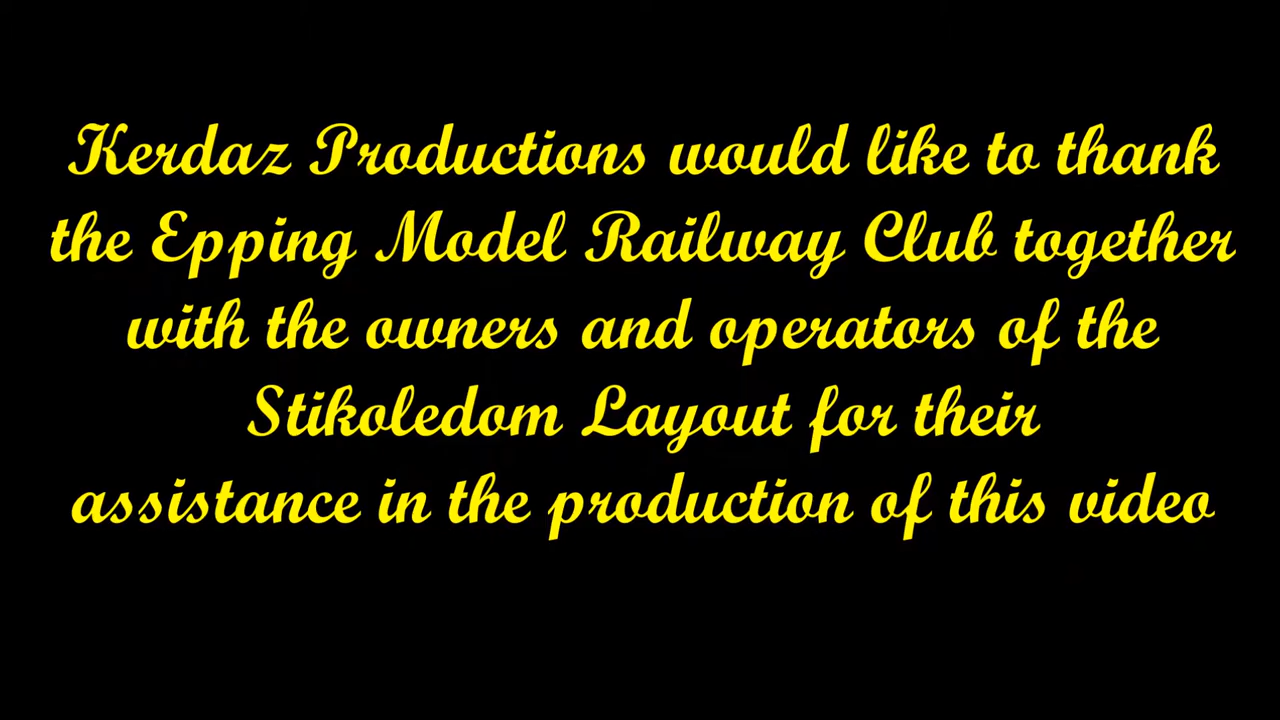 Kerdaz Productions would like to thank
the Epping Model Railway Club together
with the owners and operators of the
Stikoledom Layout for their
assistance in the production of this video